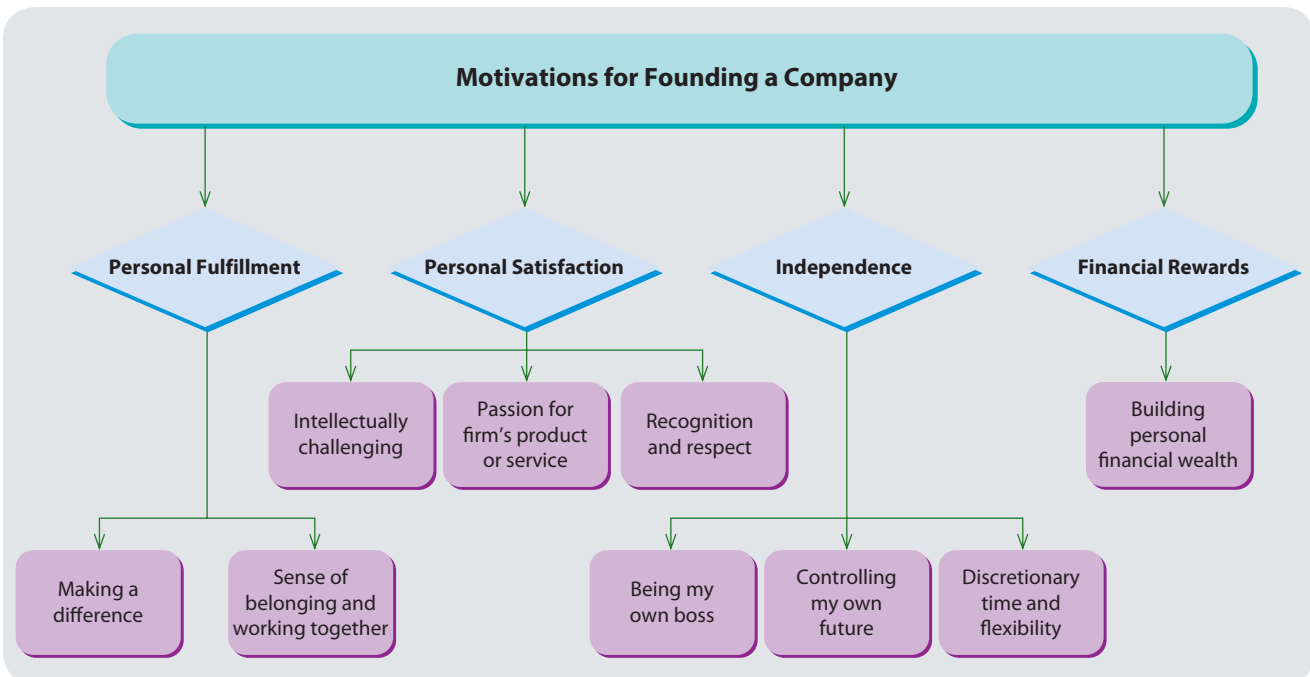 Motivations for Founding a Company
Personal Fulfillment
Personal Satisfaction
Independence
Financial Rewards
Intellectually
challenging
Passion for
firm's product
or service
Recognition
and respect
Building
personal
financial wealth
Making a
difference
Sense of
belonging and
working together
Being my
own boss
Controlling
my own
future
Discretionary
time and
flexibility